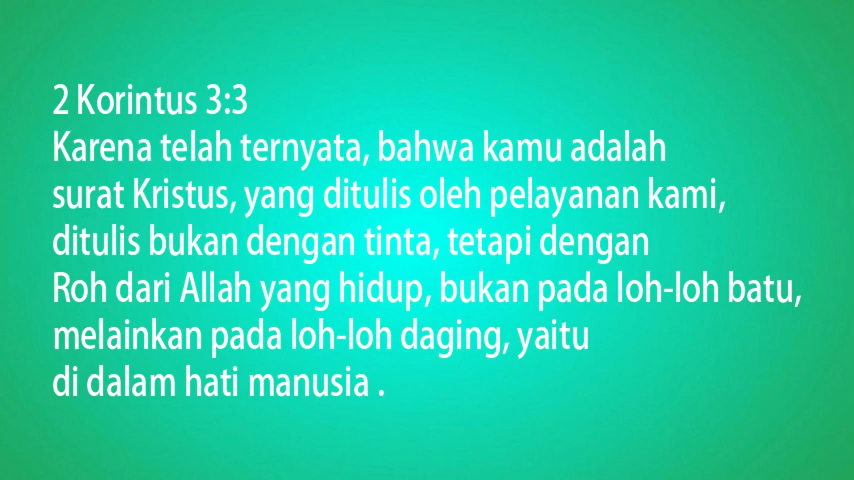 2 Korintus 3:3
Karena telah ternyata, bahwa kamu adalah
surat Kristus, yang ditulis oleh pelayanan kami,
ditulis bukan dengan tinta, tetapi dengan
Roh dari Allah yang hidup, bukan pada loh-loh batu,
melainkan pada loh-loh daging, yaitu
di dalam hati manusia .